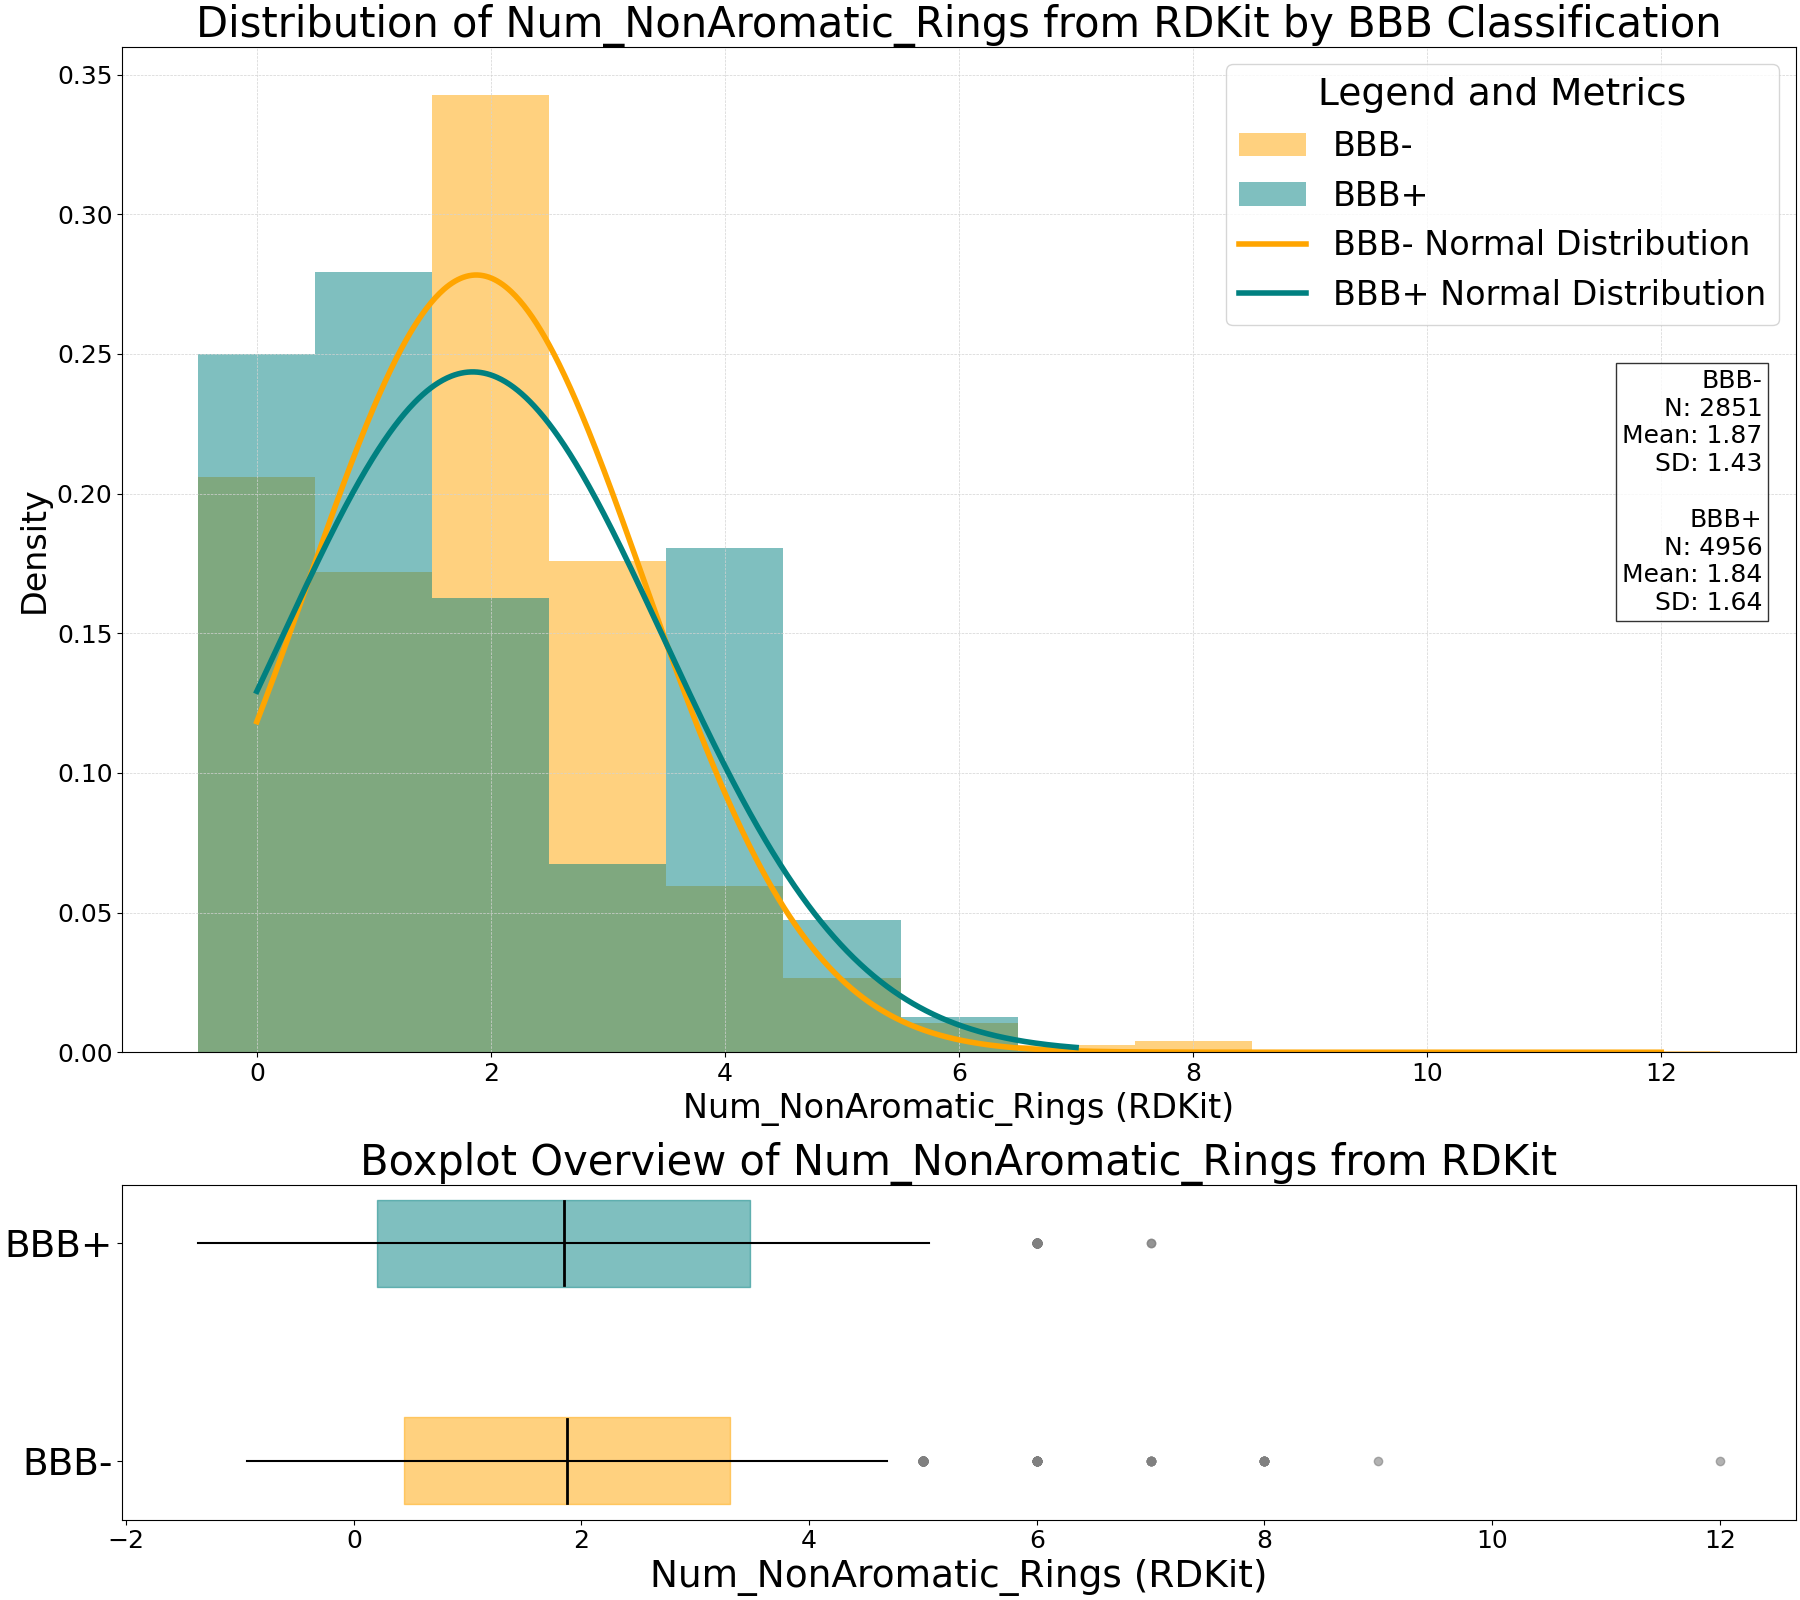 Distribution of Num_NonAromatic_Rings from RDKit by BBB Classification
0.35
0.30
0.25
0.20
0.15
0.10
0.05
0.00
Density
Legend and Metrics
BBB-
BBB+
BBB- Normal Distribution
BBB+ Normal Distribution
BBB-
N: 2851
Mean: 1.87
SD: 1.43
BBB+
N: 4956
Mean: 1.84
SD: 1.64
0 2 4 6 8 10 12
Num_NonAromatic_Rings (RDKit)
Boxplot Overview of Num_NonAromatic_Rings from RDKit
BBB+
BBB-
−2 0 2 4 6 8 10 12
Num_NonAromatic_Rings (RDKit)